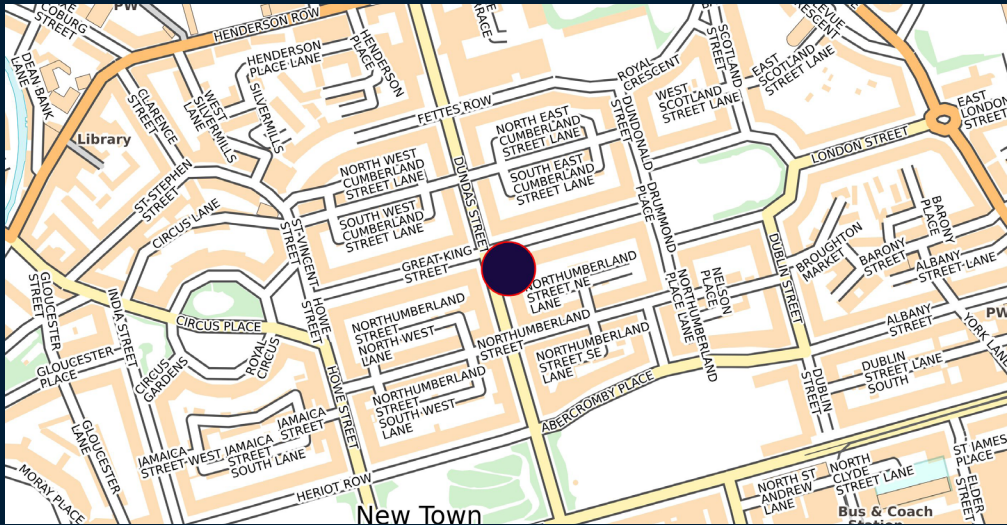 PW
COBURG
STREET
HENDERSON ROW
HENDERSON
PLACE LANE
HENDERSON
PLACE
DEAN BANK
LANE
CLARENCE
STREET
WEST
SILVERMILLS
LANE
SILVERMILLS
Library
FETTES ROW
ROYAL
CRESCENT
SCOTLAND
STREET
WEST
SCOTLAND
STREET LANE
EAST
SCOTLAND
STREET LANE
EAST
LONDON
STREET
LONDON STREET
NORTH EAST
CUMBERLAND
STREET LANE
SOUTH EAST
CUMBERLAND
STREET LANE
NORTH WEST
CUMBERLAND
STREET LANE
SOUTH WEST
CUMBERLAND
STREET LANE
DUNDAS STREET
DUNDONALD
STREET
DRUMMOND
PLACE
ST STEPHEN
STREET
CIRCUS LANE
ST VINCENT
STREET
GREAT KING
STREET
HOWE
STREET
NORTHUMBERLAND
STREET NE
LANE
NORTHUMBERLAND
PLACE LANE
NELSON
PLACE
DUBLIN STREET
BROUGHTON
MARKET
BARONY
STREET
BARONY
PLACE
ALBANY
STREET LANE
ALBANY
STREET
YORK LANE
PW
GLOUCESTER
STREET
INDIA STREET
CIRCUS PLACE
GLOUCESTER
PLACE
CIRCUS
GARDENS
ROYAL
CIRCUS
NORTHUMBERLAND
STREET
NORTH WEST
LANE
NORTHUMBERLAND
STREET
NORTHUMBERLAND
STREET SE
LANE
NORTHUMBERLAND
STREET
SOUTH WEST
LANE
ABERCROMBY PLACE
DUBLIN
STREET LANE
SOUTH
DUBLIN
STREET
HOWE STREET
JAMAICA
STREET
JAMAICA
STREET WEST
JAMAICA
STREET
SOUTH LANE
GLOUCESTER
LANE
MORAY PLACE
HERIOT ROW
New Town
NORTH ST
ANDREW
LANE
NORTH
CLYDE
STREET LANE
ST JAMES
PLACE
ELDER
STREET
Bus & Coach
Station